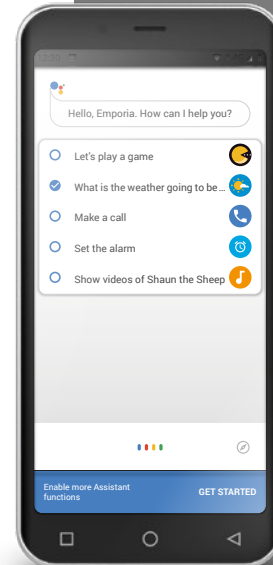 Hello, Emporia. How can I help you?
Let's play a game
What is the weather going to be...
Make a call
Set the alarm
Show videos of Shaun the Sheep
Enable more Assistant
functions
GET STARTED